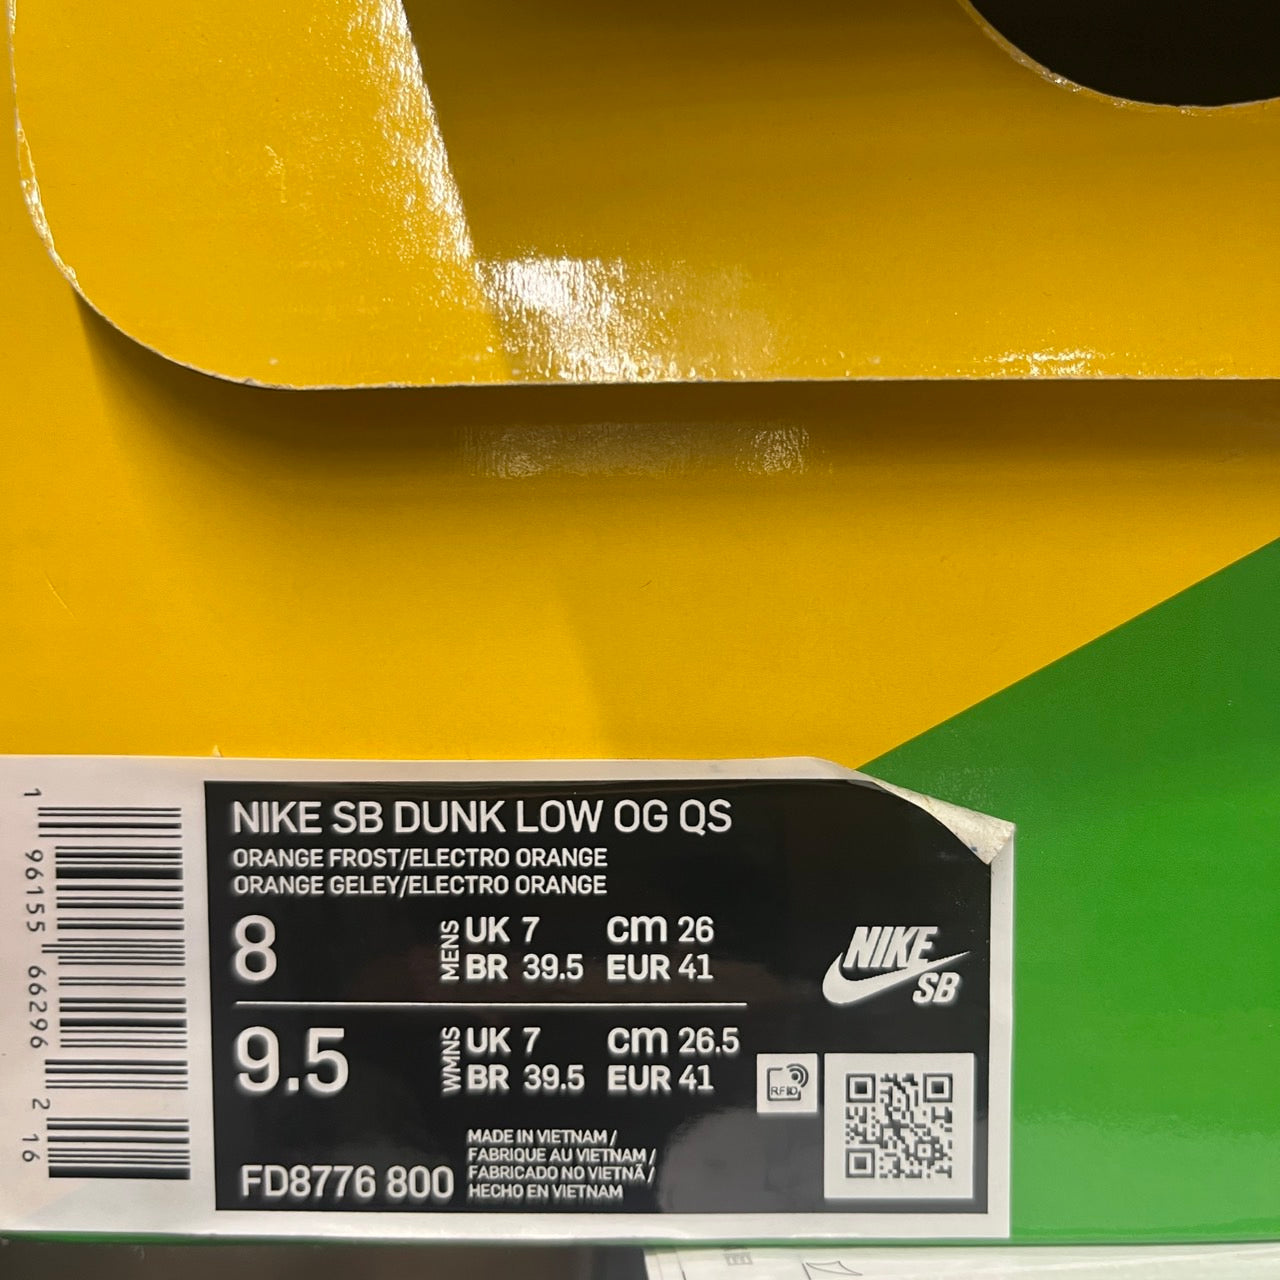 NIKE SB DUNK LOW OG QS
ORANGE FROST/ELECTRO ORANGE
ORANGE GELEY/ELECTRO ORANGE
8
MENS
UK 7 CM 26
BR 39.5 EUR 41
9.5
WMNS
UK 7 CM 26.5
BR 39.5 EUR 41
NIKE
SB
RFID
FD8776 800
MADE IN VIETNAM /
FABRIQUE AU VIETNAM /
FABRICADO NO VIETNÃ /
HECHO EN VIETNAM
1 96155 66296 2 16